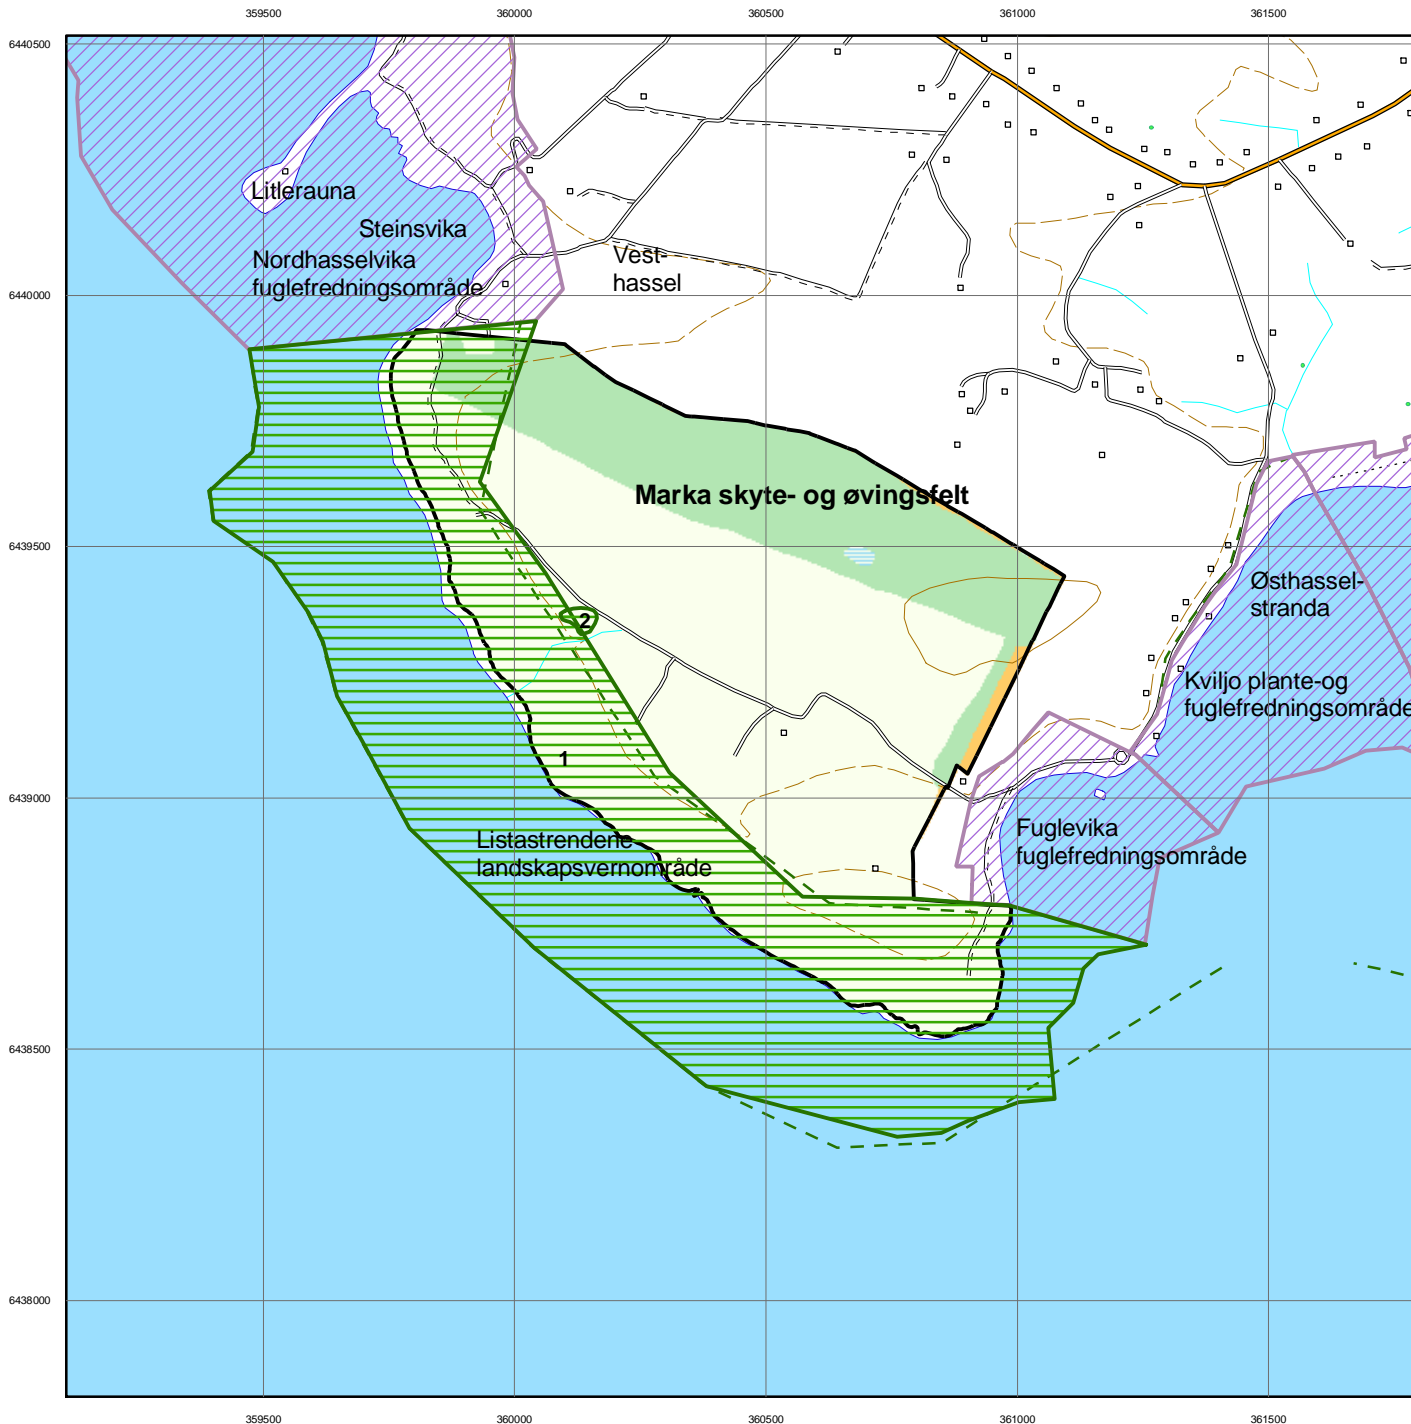 359500 360000 360500 361000 361500
6440500
Litlerauna
Steinsvika
Nordhasselvika
fuglefredningsområde
Vest-
hassel
6440000
Marka skyte- og øvingsfelt
6439500
Østhassel-
stranda
2
Kviljo plante-og
fuglefredningsområde
1
6439000
Listastrendene
landskapsvernområde
Fuglevika
fuglefredningsområde
6438500
6438000
359500 360000 360500 361000 361500